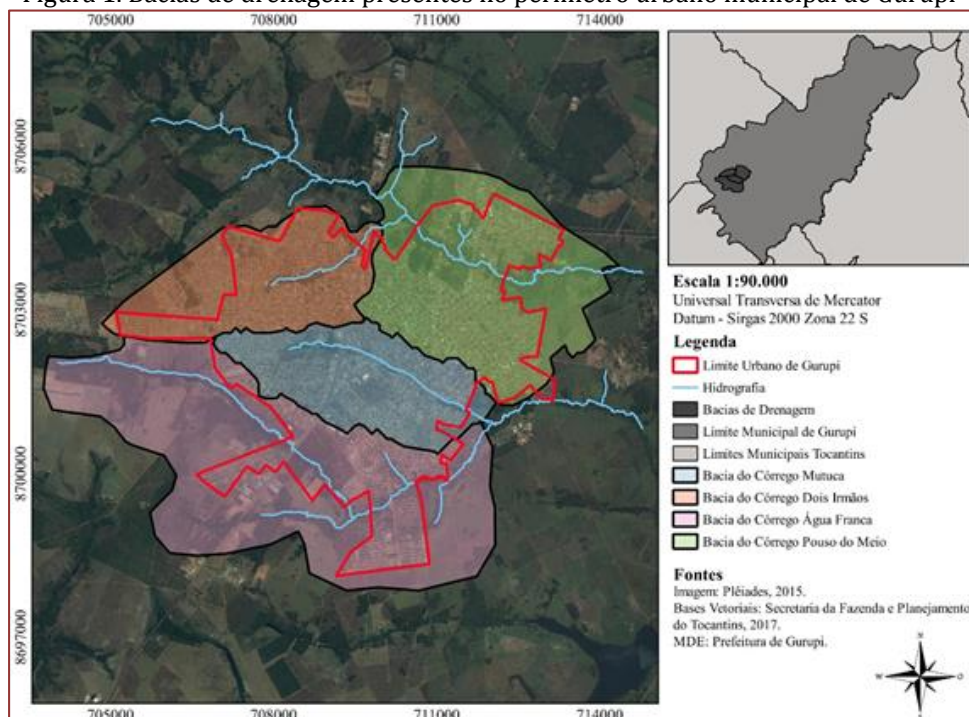 Figura 1. Bacias de drenagem presentes no perímetro urbano municipal de Gurupi
705000
708000
711000
714000
8706000
8703000
8700000
8697000
Escala 1:90.000
Universal Transversa de Mercator
Datum - Sirgas 2000 Zona 22 S
Legenda
Límite Urbano de Gurupi
Hidrografia
Bacias de Drenagem
Límite Municipal de Gurupi
Límites Municipais Tocantins
Bacia do Córrego Mutuca
Bacia do Córrego Dois Irmãos
Bacia do Córrego Água Franca
Bacia do Córrego Pouso do Meio
Fontes
Imagem: Plêiades, 2015.
Bases Vetoriais: Secretaria da Fazenda e Planejamento
do Tocantins, 2017.
MDE: Prefeitura de Gurupi.
N
W
O
S
705000
708000
711000
714000